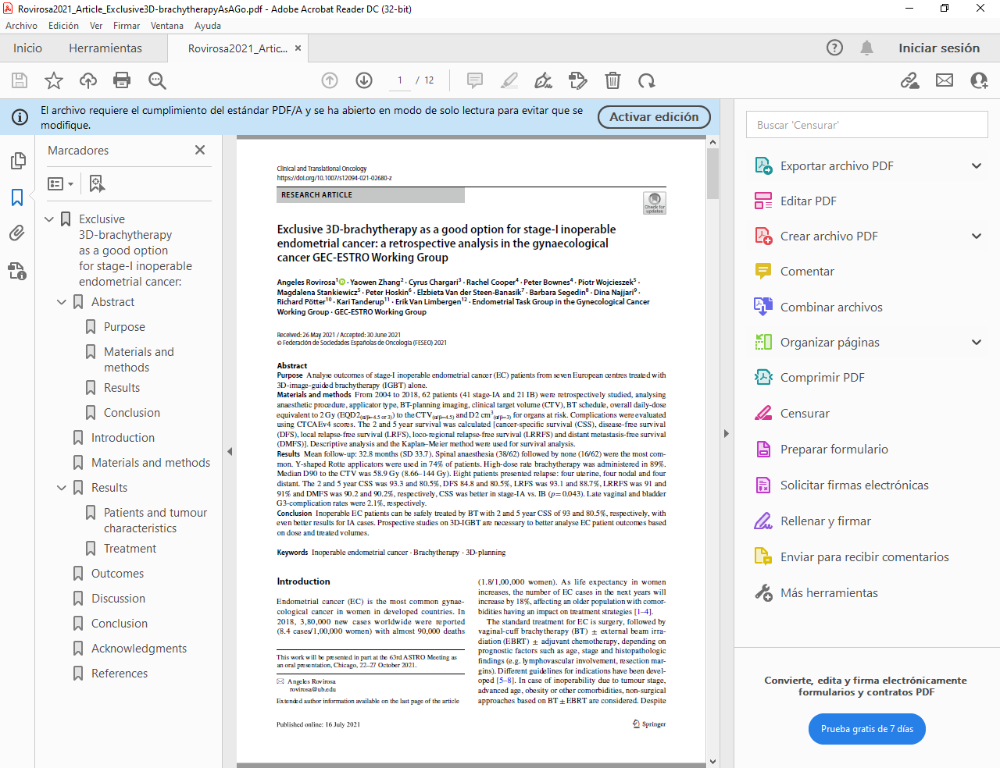 Rovirosa2021_Article_Exclusive3D-brachytherapyAsAGo.pdf - Adobe Acrobat Reader DC (32-bit)
Archivo Edición Ver Firmar Ventana Ayuda
Inicio Herramientas Rovirosa2021_Artic... × Iniciar sesión
1 / 12
El archivo requiere el cumplimiento del estándar PDF/A y se ha abierto en modo de solo lectura para evitar que se
modifique.
Activar edición
Marcadores
Exclusive
3D-brachytherapy
as a good option
for stage-I inoperable
endometrial cancer:
Abstract
Purpose
Materials and
methods
Results
Conclusion
Introduction
Materials and methods
Results
Patients and tumour
characteristics
Treatment
Outcomes
Discussion
Conclusion
Acknowledgments
References
Clinical and Translational Oncology
https://doi.org/10.1007/s12094-021-02680-z
RESEARCH ARTICLE
Check for
updates
Exclusive 3D-brachytherapy as a good option for stage-I inoperable
endometrial cancer: a retrospective analysis in the gynaecological
cancer GEC-ESTRO Working Group
Angeles Rovirosa1 · Yaowen Zhang2 · Cyrus Chargari3 · Rachel Cooper4 · Peter Bownes4 · Piotr Wojcieszek5 ·
Magdalena Stankiewicz5 · Peter Hoskin6 · Elzbieta Van der Steen-Banasik7 · Barbara Segedin8 · Dina Najjari9 ·
Richard Pötter10 · Kari Tanderup11 · Erik Van Limbergen12 · Endometrial Task Group in the Gynecological Cancer
Working Group · GEC-ESTRO Working Group
Received: 26 May 2021 / Accepted: 30 June 2021
© Federación de Sociedades Españolas de Oncología (FESEO) 2021
Abstract
Purpose Analyse outcomes of stage-I inoperable endometrial cancer (EC) patients from seven European centres treated with
3D-image-guided brachytherapy (IGBT) alone.
Materials and methods From 2004 to 2018, 62 patients (41 stage-IA and 21 IB) were retrospectively studied, analysing
anaesthetic procedure, applicator type, BT-planning imaging, clinical target volume (CTV), BT schedule, overall daily-dose
equivalent to 2 Gy (EQD2(α/β=4.5 or 3)) to the CTV(α/β=4.5) and D2 cm3(α/β=3) for organs at risk. Complications were evaluated
using CTCAEv4 scores. The 2 and 5 year survival was calculated [cancer-specific survival (CSS), disease-free survival
(DFS), local relapse-free survival (LRFS), loco-regional relapse-free survival (LRRFS) and distant metastasis-free survival
(DMFS)]. Descriptive analysis and the Kaplan–Meier method were used for survival analysis.
Results Mean follow-up: 32.8 months (SD 33.7). Spinal anaesthesia (38/62) followed by none (16/62) were the most com-
mon. Y-shaped Rotte applicators were used in 74% of patients. High-dose rate brachytherapy was administered in 89%.
Median D90 to the CTV was 58.9 Gy (8.66–144 Gy). Eight patients presented relapse: four uterine, four nodal and four
distant. The 2 and 5 year CSS was 93.3 and 80.5%, DFS 84.8 and 80.5%, LRFS was 93.1 and 88.7%, LRRFS was 91 and
91% and DMFS was 90.2 and 90.2%, respectively, CSS was better in stage-IA vs. IB (p=0.043). Late vaginal and bladder
G3-complication rates were 2.1%, respectively.
Conclusion Inoperable EC patients can be safely treated by BT with 2 and 5 year CSS of 93 and 80.5%, respectively, with
even better results for IA cases. Prospective studies on 3D-IGBT are necessary to better analyse EC patient outcomes based
on dose and treated volumes.
Keywords Inoperable endometrial cancer · Brachytherapy · 3D-planning
Introduction
Endometrial cancer (EC) is the most common gynae-
cological cancer in women in developed countries. In
2018, 3,80,000 new cases worldwide were reported
(8.4 cases/1,00,000 women) with almost 90,000 deaths
This work will be presented in part at the 63rd ASTRO Meeting as
an oral presentation, Chicago, 22–27 October 2021.
Angeles Rovirosa
rovirosa@ub.edu
Extended author information available on the last page of the article
(1.8/1,00,000 women). As life expectancy in women
increases, the number of EC cases in the next years will
increase by 18%, affecting an older population with comor-
bidities having an impact on treatment strategies [1–4].
The standard treatment for EC is surgery, followed by
vaginal-cuff brachytherapy (BT) ± external beam irra-
diation (EBRT) ± adjuvant chemotherapy, depending on
prognostic factors such as age, stage and histopathologic
findings (e.g. lymphovascular involvement, resection mar-
gins). Different guidelines for indications have been devel-
oped [5–8]. In case of inoperability due to tumour stage,
advanced age, obesity or other comorbidities, non-surgical
approaches based on BT±EBRT are considered. Despite
Published online: 16 July 2021
Springer
Buscar 'Censurar'
Exportar archivo PDF
Editar PDF
Crear archivo PDF
Comentar
Combinar archivos
Organizar páginas
Comprimir PDF
Censurar
Preparar formulario
Solicitar firmas electrónicas
Rellenar y firmar
Enviar para recibir comentarios
Más herramientas
Convierte, edita y firma electrónicamente
formularios y contratos PDF
Prueba gratis de 7 días